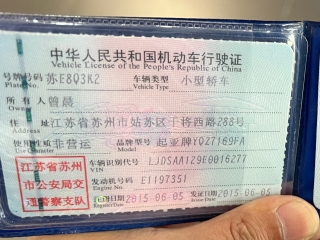 中华人民共和国机动车行驶证
Vehicle License of the People's Republic of China
号牌号码 苏E8Q3K2 车辆类型 小型轿车
Plate No. Vehicle Type
所有人 曾晨
Owner
住址 江苏省苏州市姑苏区干将西路288号
Address
使用性质 非营运 品牌型号 起亚牌YQZ7169FA
Use Character Model
江苏省苏州市公安局交通警察支队
车辆识别代号 LJDSAA129E0016277
VIN
发动机号码 E1197351
Engine No.
注册日期 2015-06-05 发证日期 2015-06-05
Register Date Issue Date